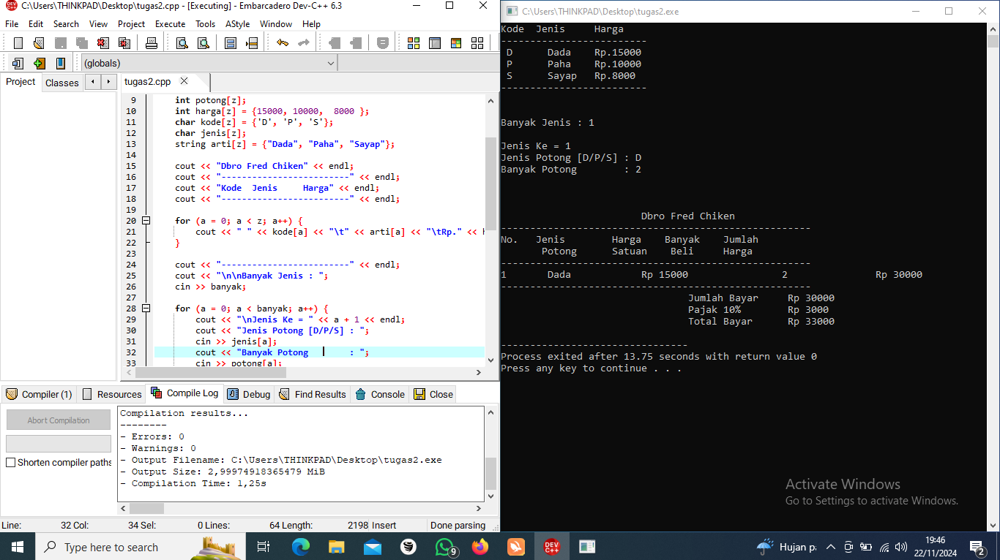 C:\Users\THINKPAD\Desktop\tugas2.cpp - [Executing] - Embarcadero Dev-C++ 6.3
File Edit Search View Project Execute Tools AStyle Window Help
(globals)
Project Classes
tugas2.cpp
9 int potong[z];
10 int harga[z] = {15000, 10000,  8000 };
11 char kode[z] = {'D', 'P', 'S'};
12 char jenis[z];
13 string arti[z] = {"Dada", "Paha", "Sayap"};
14
15 cout << "Dbro Fred Chiken" << endl;
16 cout << "-------------------------" << endl;
17 cout << "Kode  Jenis     Harga" << endl;
18 cout << "-------------------------" << endl;
19
20 for (a = 0; a < z; a++) {
21 cout << " " << kode[a] << "\t" << arti[a] << "\tRp." <<
22 }
23
24 cout << "-------------------------" << endl;
25 cout << "\n\nBanyak Jenis : ";
26 cin >> banyak;
27
28 for (a = 0; a < banyak; a++) {
29 cout << "\nJenis Ke = " << a + 1 << endl;
30 cout << "Jenis Potong [D/P/S] : ";
31 cin >> jenis[a];
32 cout << "Banyak Potong        : ";
33 cin >> potong[a];
Compiler (1) Resources Compile Log Debug Find Results Console Close
Abort Compilation
Shorten compiler paths
Compilation results...
--------
- Errors: 0
- Warnings: 0
- Output Filename: C:\Users\THINKPAD\Desktop\tugas2.exe
- Output Size: 2,99974918365479 MiB
- Compilation Time: 1,25s
Line: 32 Col: 34 Sel: 0 Lines: 64 Length: 2198 Insert Done parsing
C:\Users\THINKPAD\Desktop\tugas2.exe
Kode  Jenis     Harga
-------------------------
D      Dada    Rp.15000
P      Paha    Rp.10000
S      Sayap   Rp.8000
-------------------------
Banyak Jenis : 1
Jenis Ke = 1
Jenis Potong [D/P/S] : D
Banyak Potong        : 2
Dbro Fred Chiken
-----------------------------------------------------
No.   Jenis        Harga    Banyak    Jumlah
Potong      Satuan    Beli     Harga
-----------------------------------------------------
1       Dada            Rp 15000                2               Rp 30000
-----------------------------------------------------
Jumlah Bayar     Rp 30000
Pajak 10%        Rp 3000
Total Bayar      Rp 33000
--------------------------------
Process exited after 13.75 seconds with return value 0
Press any key to continue . . .
Activate Windows
Go to Settings to activate Windows.
Type here to search
9
DEV C++
Hujan
19:46
22/11/2024
2